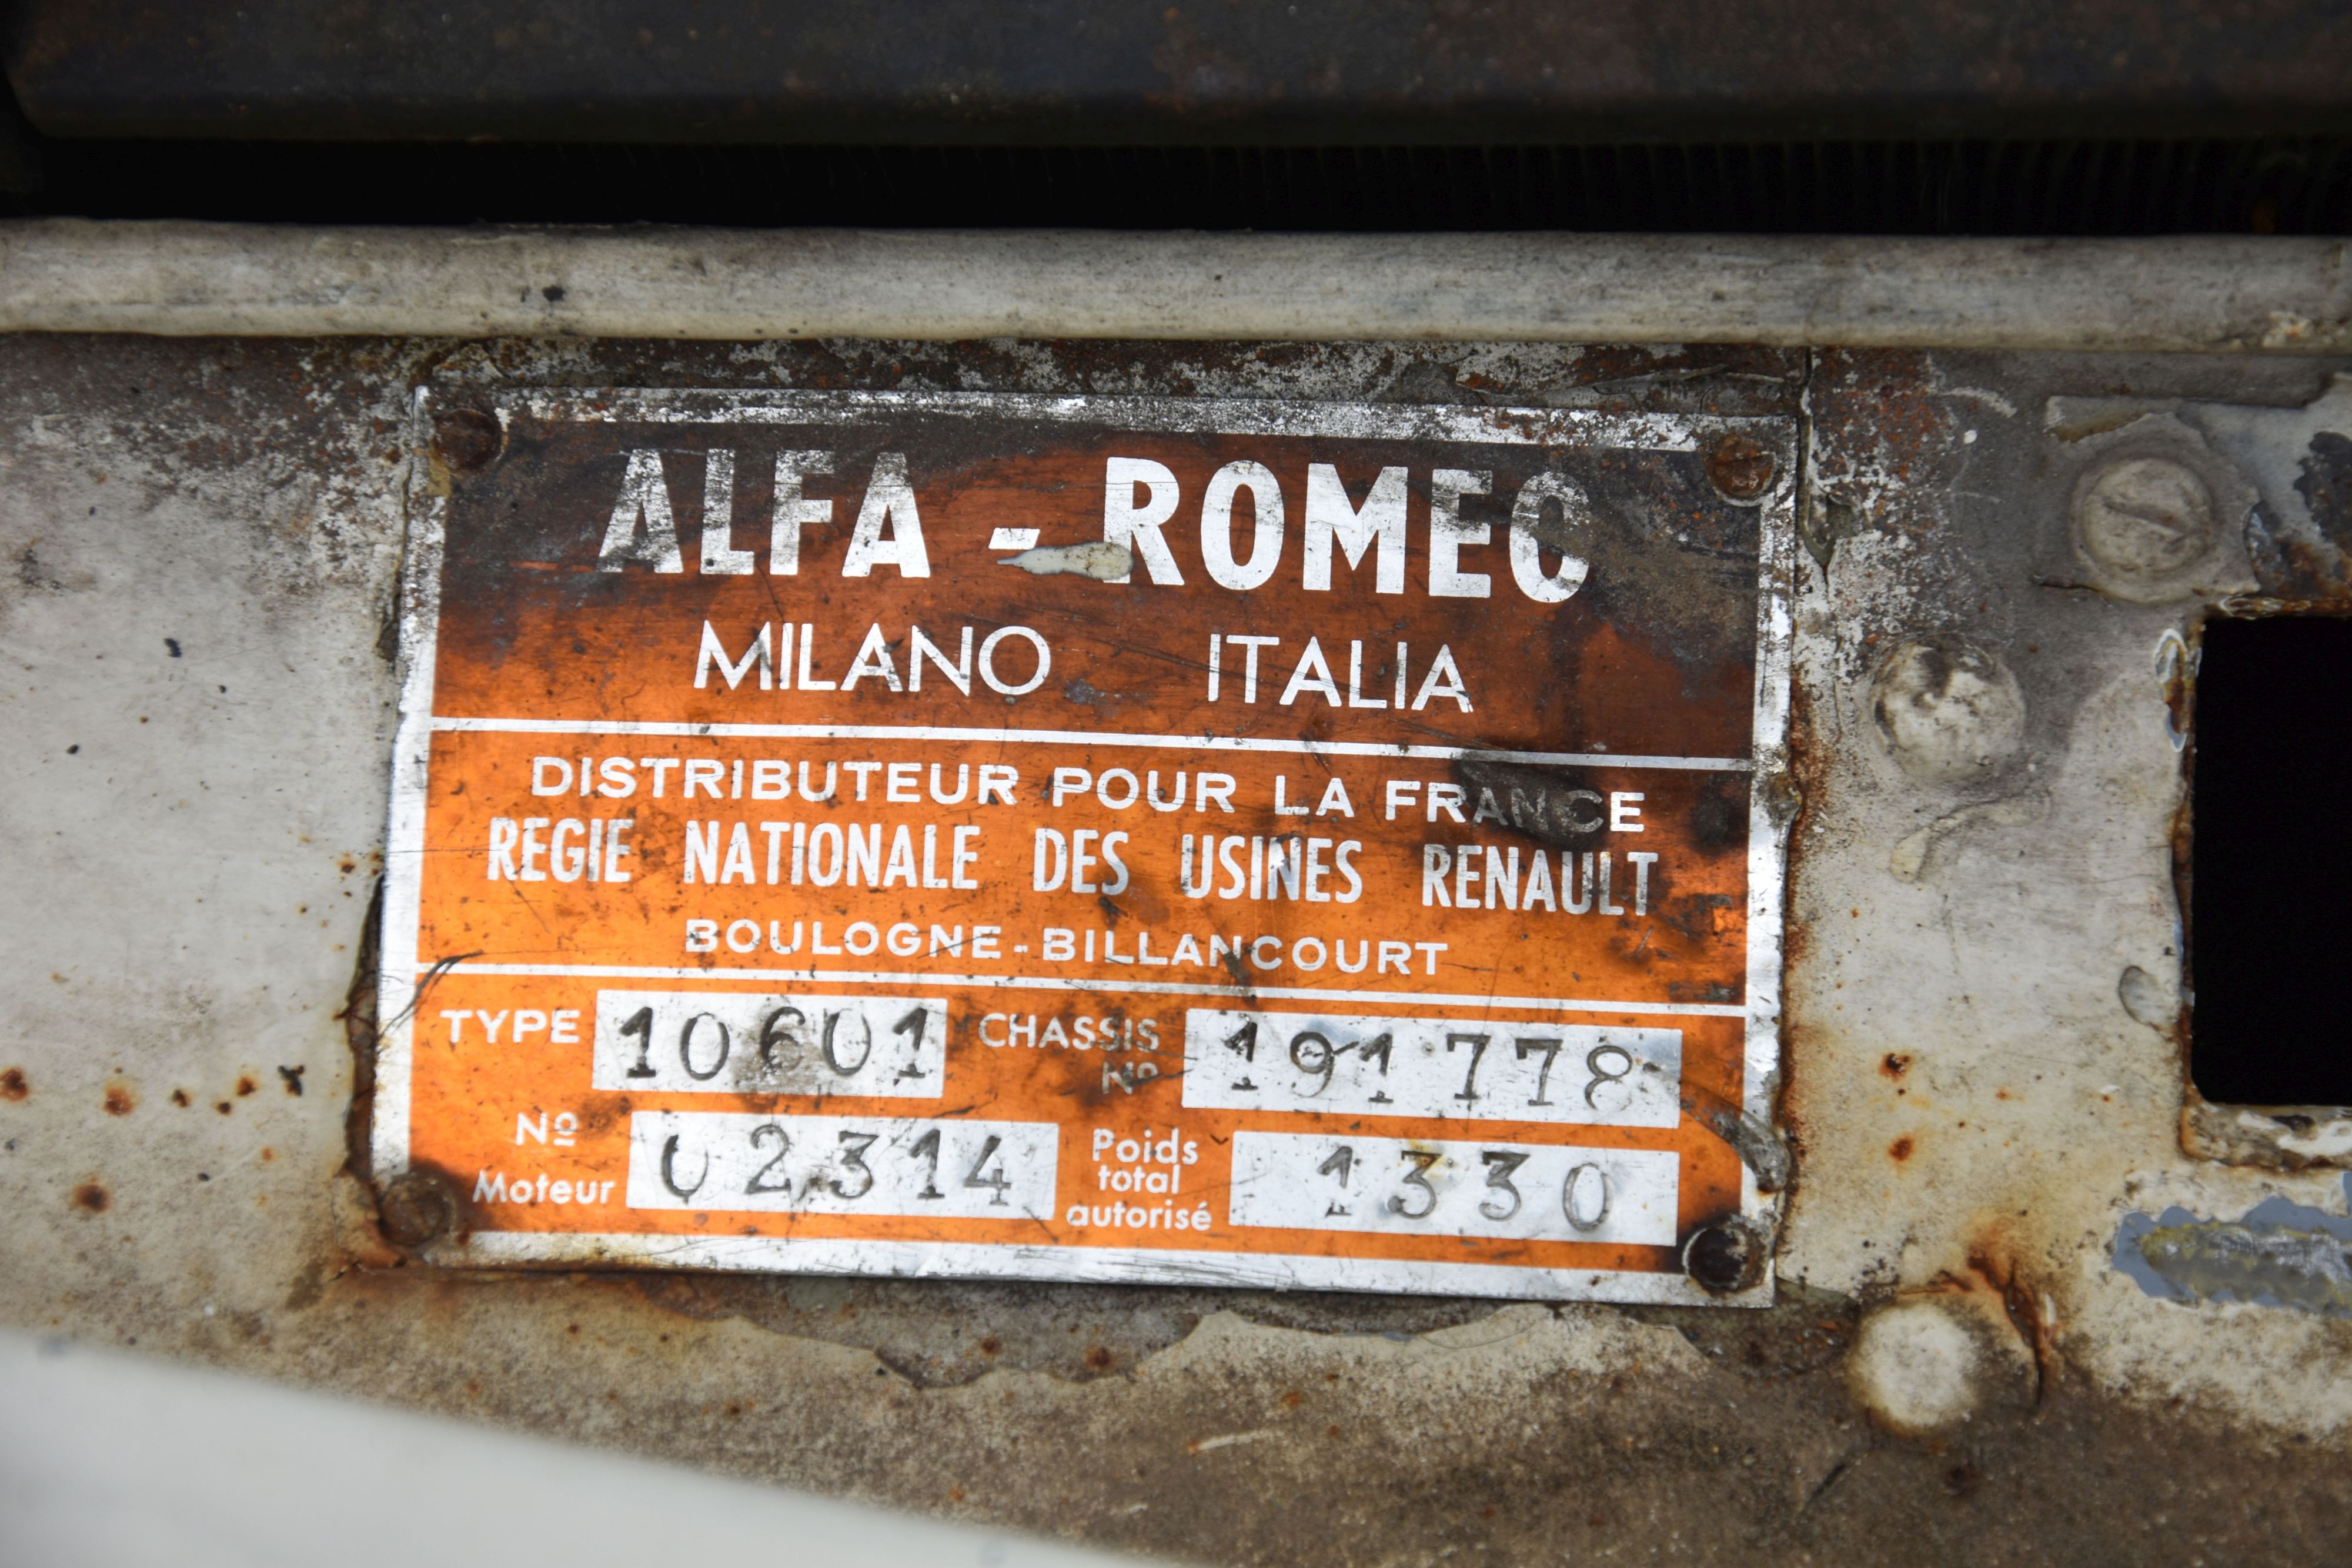 ALFA - ROMEO
MILANO ITALIA
DISTRIBUTEUR POUR LA FRANCE
REGIE NATIONALE DES USINES RENAULT
BOULOGNE-BILLANCOURT
TYPE 10601 CHASSIS Nº 191778
Nº Moteur 02314 Poids total autorisé 1330